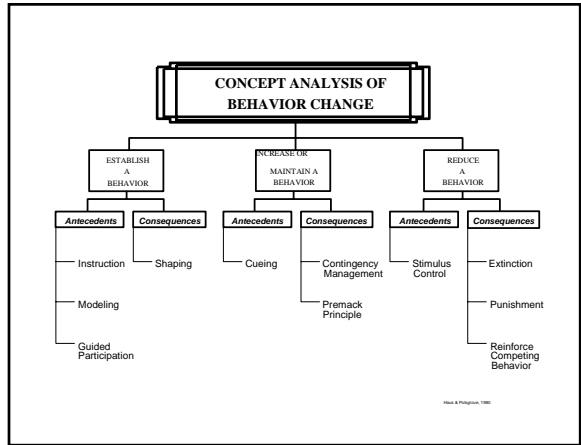 CONCEPT ANALYSIS OF
BEHAVIOR CHANGE
ESTABLISH
A
BEHAVIOR
INCREASE OR
MAINTAIN A
BEHAVIOR
REDUCE
A
BEHAVIOR
Antecedents
Consequences
Antecedents
Consequences
Antecedents
Consequences
Instruction
Modeling
Guided
Participation
Shaping
Cueing
Contingency
Management
Premack
Principle
Stimulus
Control
Extinction
Punishment
Reinforce
Competing
Behavior